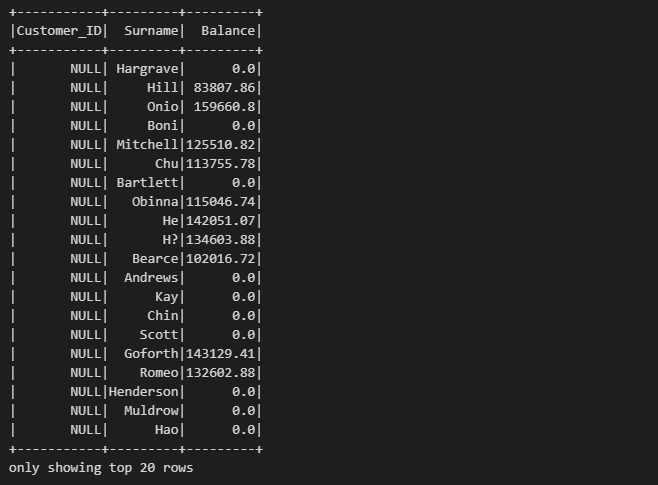 +-----------+---------+---------+
|Customer_ID|  Surname|  Balance|
+-----------+---------+---------+
|       NULL| Hargrave|      0.0|
|       NULL|     Hill| 83807.86|
|       NULL|     Onio| 159660.8|
|       NULL|     Boni|      0.0|
|       NULL| Mitchell|125510.82|
|       NULL|      Chu|113755.78|
|       NULL| Bartlett|      0.0|
|       NULL|   Obinna|115046.74|
|       NULL|       He|142051.07|
|       NULL|       H?|134603.88|
|       NULL|   Bearce|102016.72|
|       NULL|  Andrews|      0.0|
|       NULL|      Kay|      0.0|
|       NULL|     Chin|      0.0|
|       NULL|    Scott|      0.0|
|       NULL|  Goforth|143129.41|
|       NULL|    Romeo|132602.88|
|       NULL|Henderson|      0.0|
|       NULL|  Muldrow|      0.0|
|       NULL|      Hao|      0.0|
+-----------+---------+---------+
only showing top 20 rows